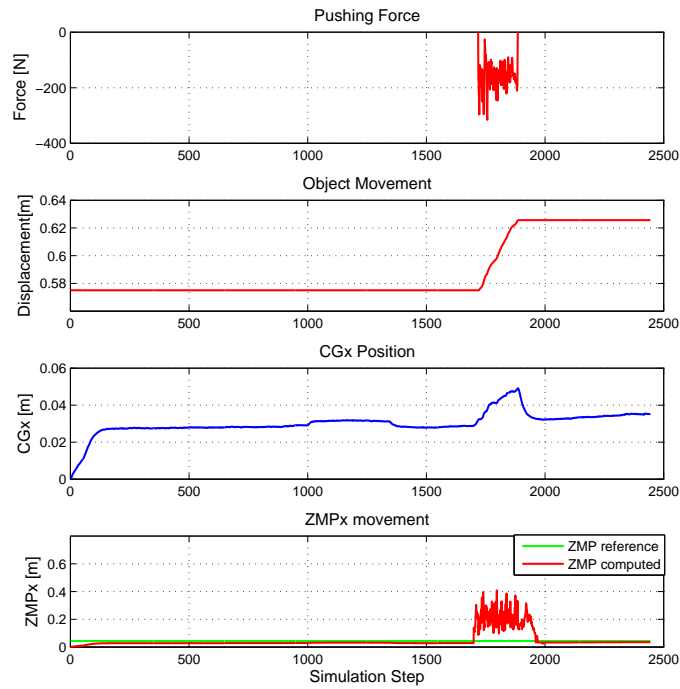 Pushing Force
Force [N]
0
−200
−400
0 500 1000 1500 2000 2500
Object Movement
Displacement[m]
0.64
0.62
0.6
0.58
0 500 1000 1500 2000 2500
CGx Position
CGx [m]
0.06
0.04
0.02
0
0 500 1000 1500 2000 2500
ZMPx movement
ZMPx [m]
0.6
0.4
0.2
0
ZMP reference
ZMP computed
0 500 1000 1500 2000 2500
Simulation Step